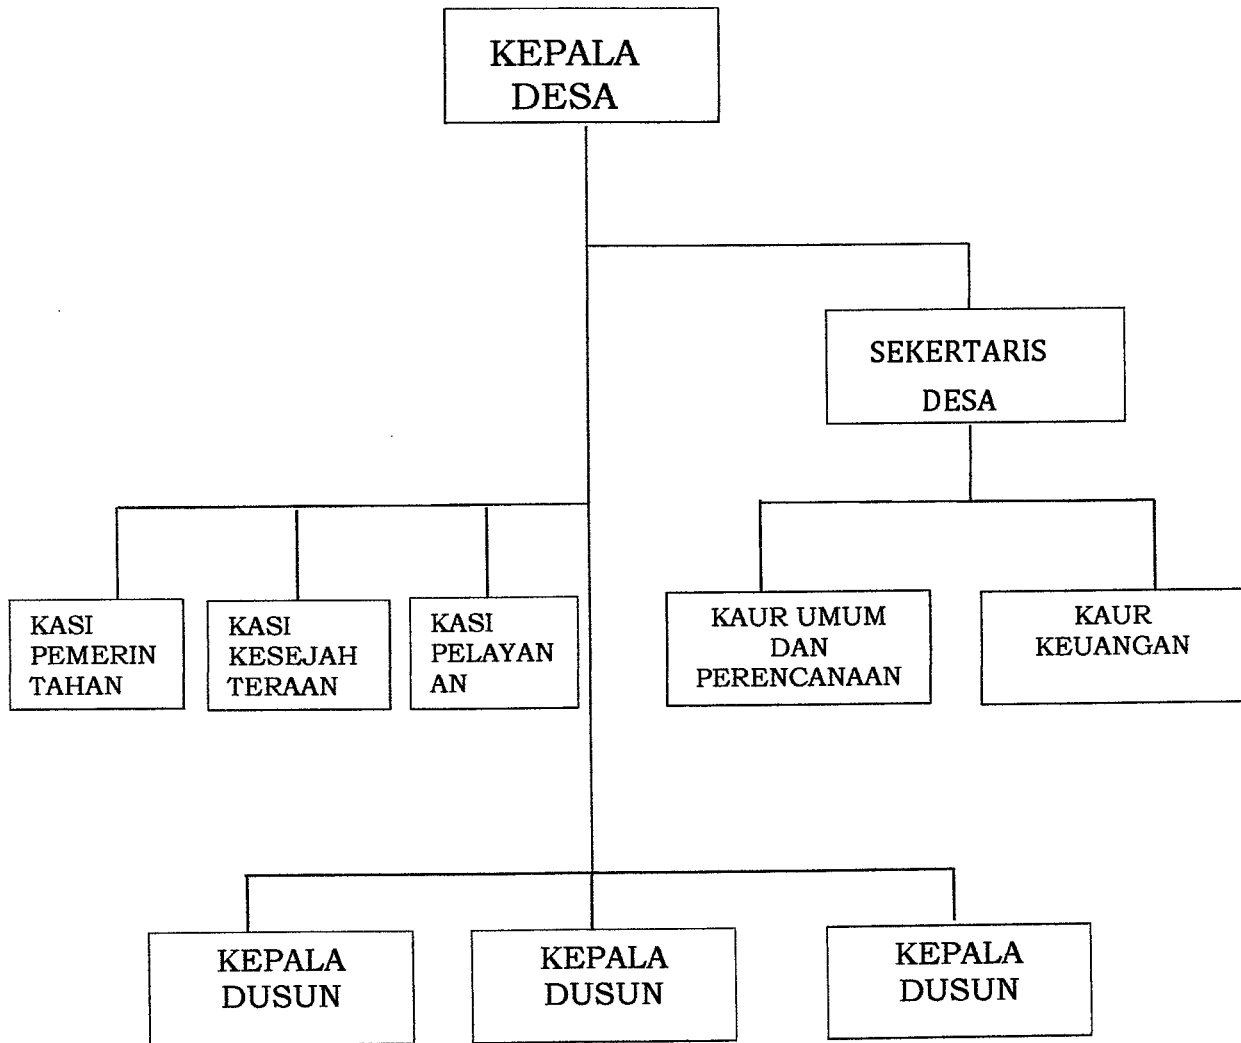 KEPALA
DESA
SEKERTARIS
DESA
KASI
PEMERIN
TAHAN
KASI
KESEJAH
TERAAN
KASI
PELAYAN
AN
KAUR UMUM
DAN
PERENCANAAN
KAUR
KEUANGAN
KEPALA
DUSUN
KEPALA
DUSUN
KEPALA
DUSUN